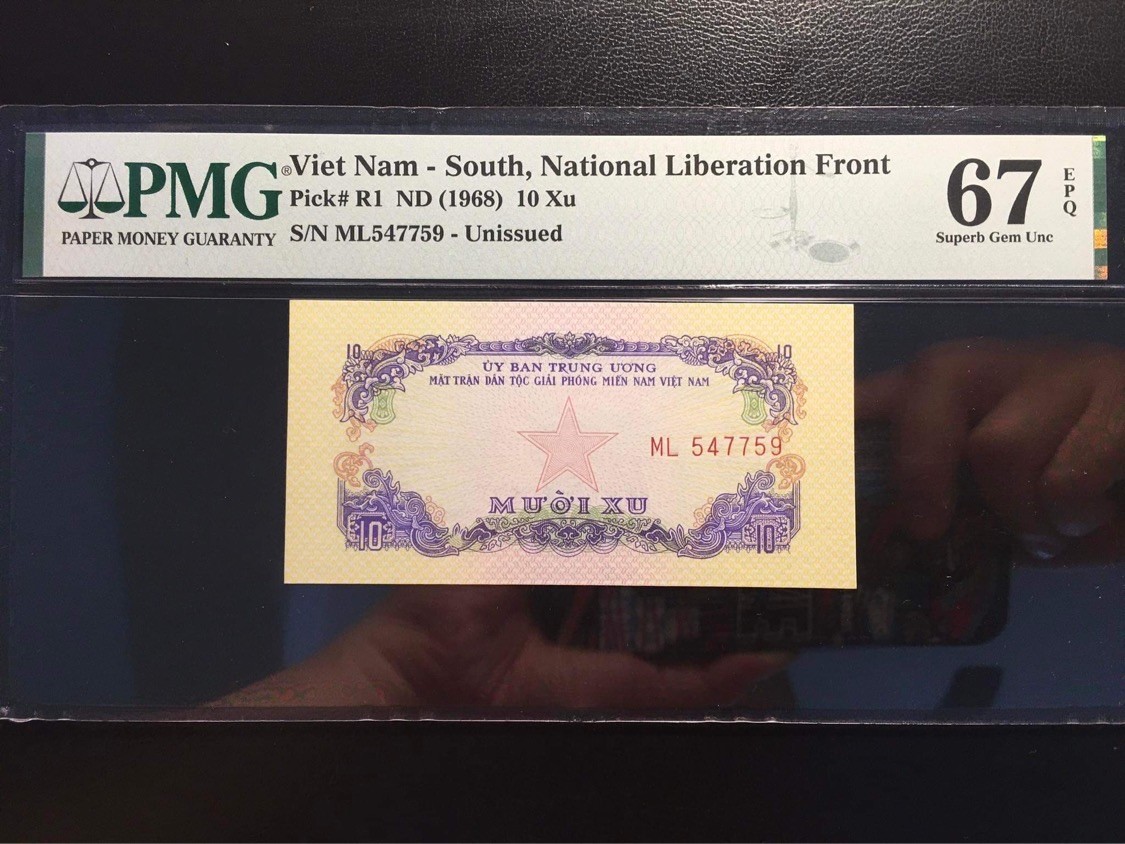 PMG®
PAPER MONEY GUARANTY
Viet Nam - South, National Liberation Front
Pick# R1 ND (1968) 10 Xu
S/N ML547759 - Unissued
67
EPQ
Superb Gem Unc
10
10
ỦY BAN TRUNG ƯƠNG
MẶT TRẬN DÂN TỘC GIẢI PHÓNG MIỀN NAM VIỆT NAM
ML 547759
MƯỜI XU
10
10